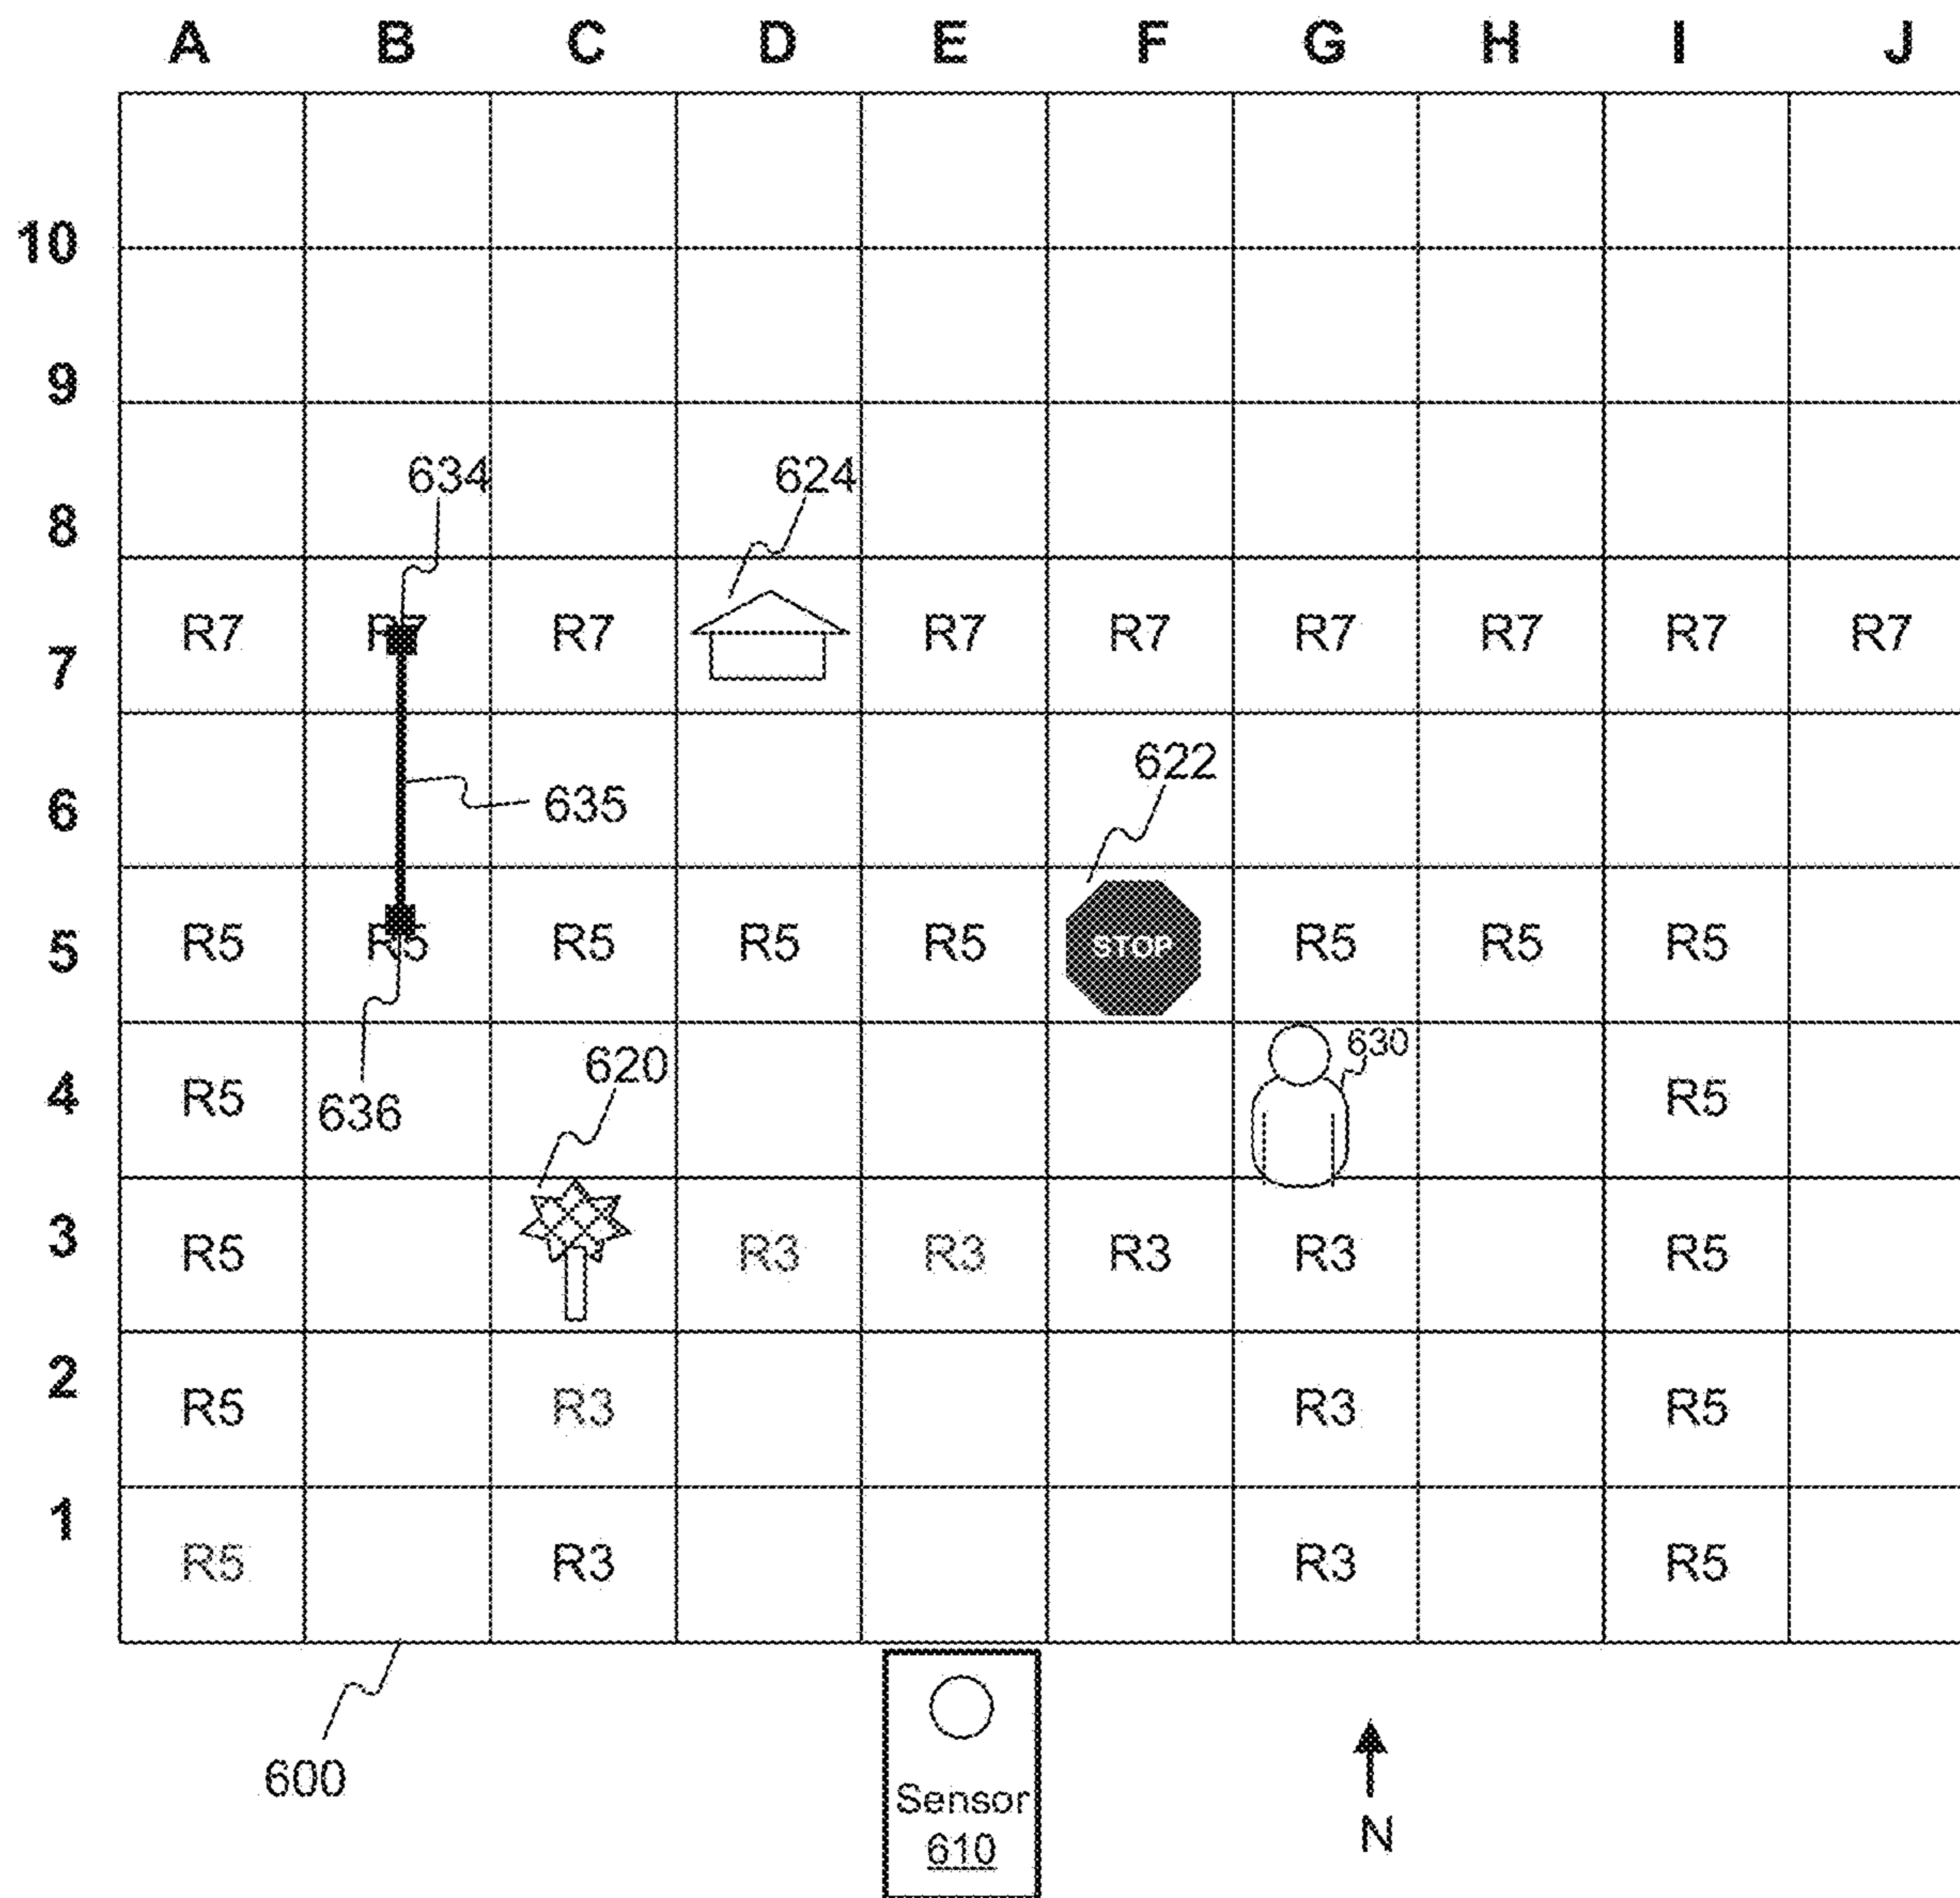 A B C D E F G H I J
10
9
634 624
8
R7 R7 R7 R7 R7 R7 R7 R7 R7
7
622
635
6
R5 R5 R5 R5 R5 STOP R5 R5 R5
5
630
620
4
R5 636 R5
3
R5 R3 R3 R3 R3 R5
2
R5 R3 R3 R5
1
R5 R3 R3 R5
600
Sensor
610
N